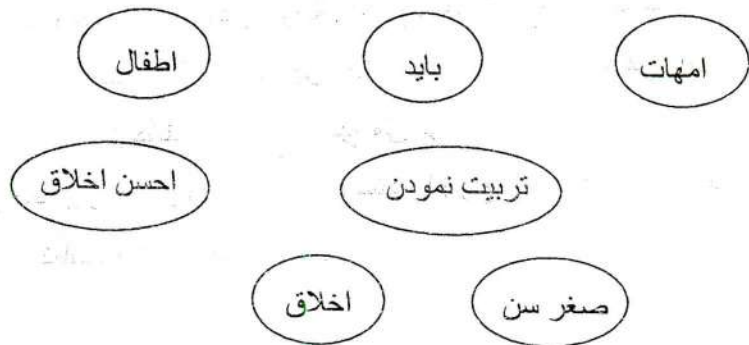 امهات باید اطفال
تربیت نمودن احسن اخلاق
صغر سن اخلاق